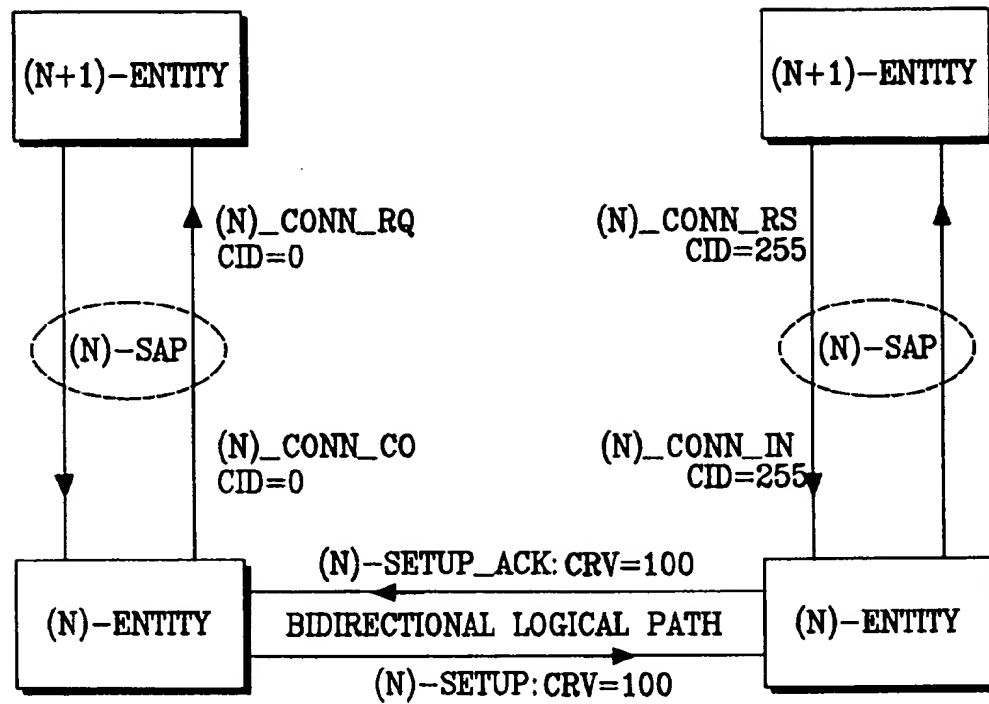 (N+1)-ENTITY
(N+1)-ENTITY
(N)_CONN_RQ
CID=0
(N)_CONN_RS
CID=255
(N)-SAP
(N)-SAP
(N)_CONN_CO
CID=0
(N)_CONN_IN
CID=255
(N)-SETUP_ACK: CRV=100
(N)-ENTITY
BIDIRECTIONAL LOGICAL PATH
(N)-ENTITY
(N)-SETUP: CRV=100